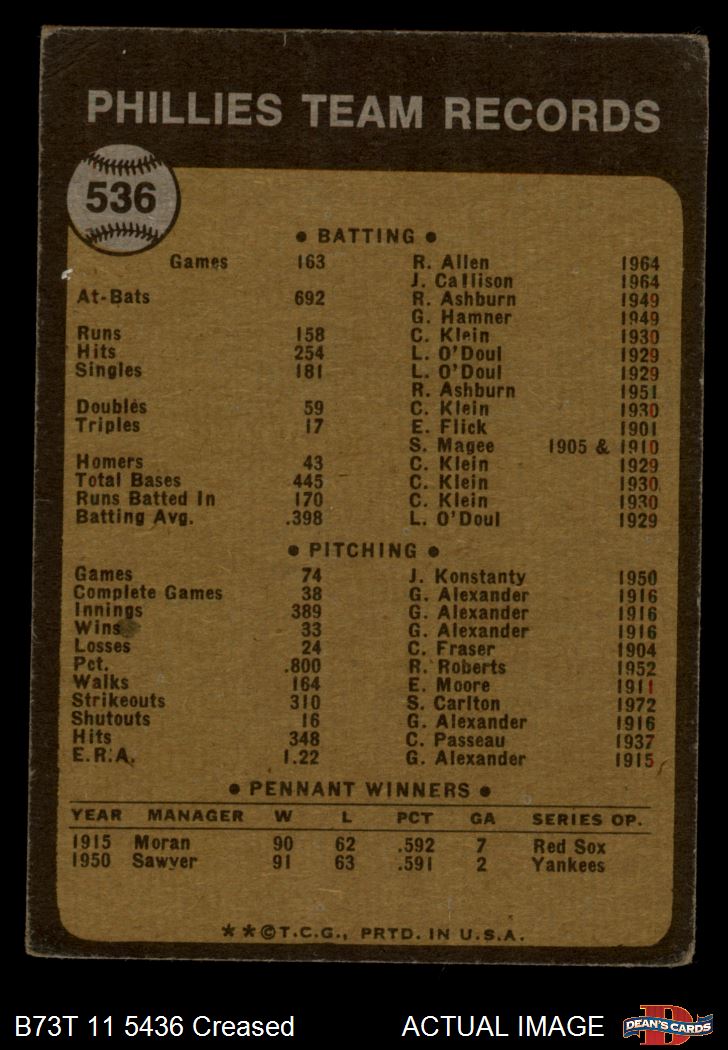 PHILLIES TEAM RECORDS
536
• BATTING •
Games 163 R. Allen 1964
J. Callison 1964
At-Bats 692 R. Ashburn 1949
G. Hamner 1949
Runs 158 C. Klein 1930
Hits 254 L. O'Doul 1929
Singles 181 L. O'Doul 1929
R. Ashburn 1951
Doubles 59 C. Klein 1930
Triples 17 E. Flick 1901
S. Magee 1905 & 1910
Homers 43 C. Klein 1929
Total Bases 445 C. Klein 1930
Runs Batted In 170 C. Klein 1930
Batting Avg. .398 L. O'Doul 1929
• PITCHING •
Games 74 J. Konstanty 1950
Complete Games 38 G. Alexander 1916
Innings 389 G. Alexander 1916
Wins 33 G. Alexander 1916
Losses 24 C. Fraser 1904
Pct. .800 R. Roberts 1952
Walks 164 E. Moore 1911
Strikeouts 310 S. Carlton 1972
Shutouts 16 G. Alexander 1916
Hits 348 C. Passeau 1937
E.R.A. 1.22 G. Alexander 1915
• PENNANT WINNERS •
YEAR MANAGER W L PCT GA SERIES OP.
1915 Moran 90 62 .592 7 Red Sox
1950 Sawyer 91 63 .591 2 Yankees
★★©T.C.G., PRTD. IN U.S.A.
B73T 11 5436 Creased ACTUAL IMAGE
D
DEAN'S CARDS